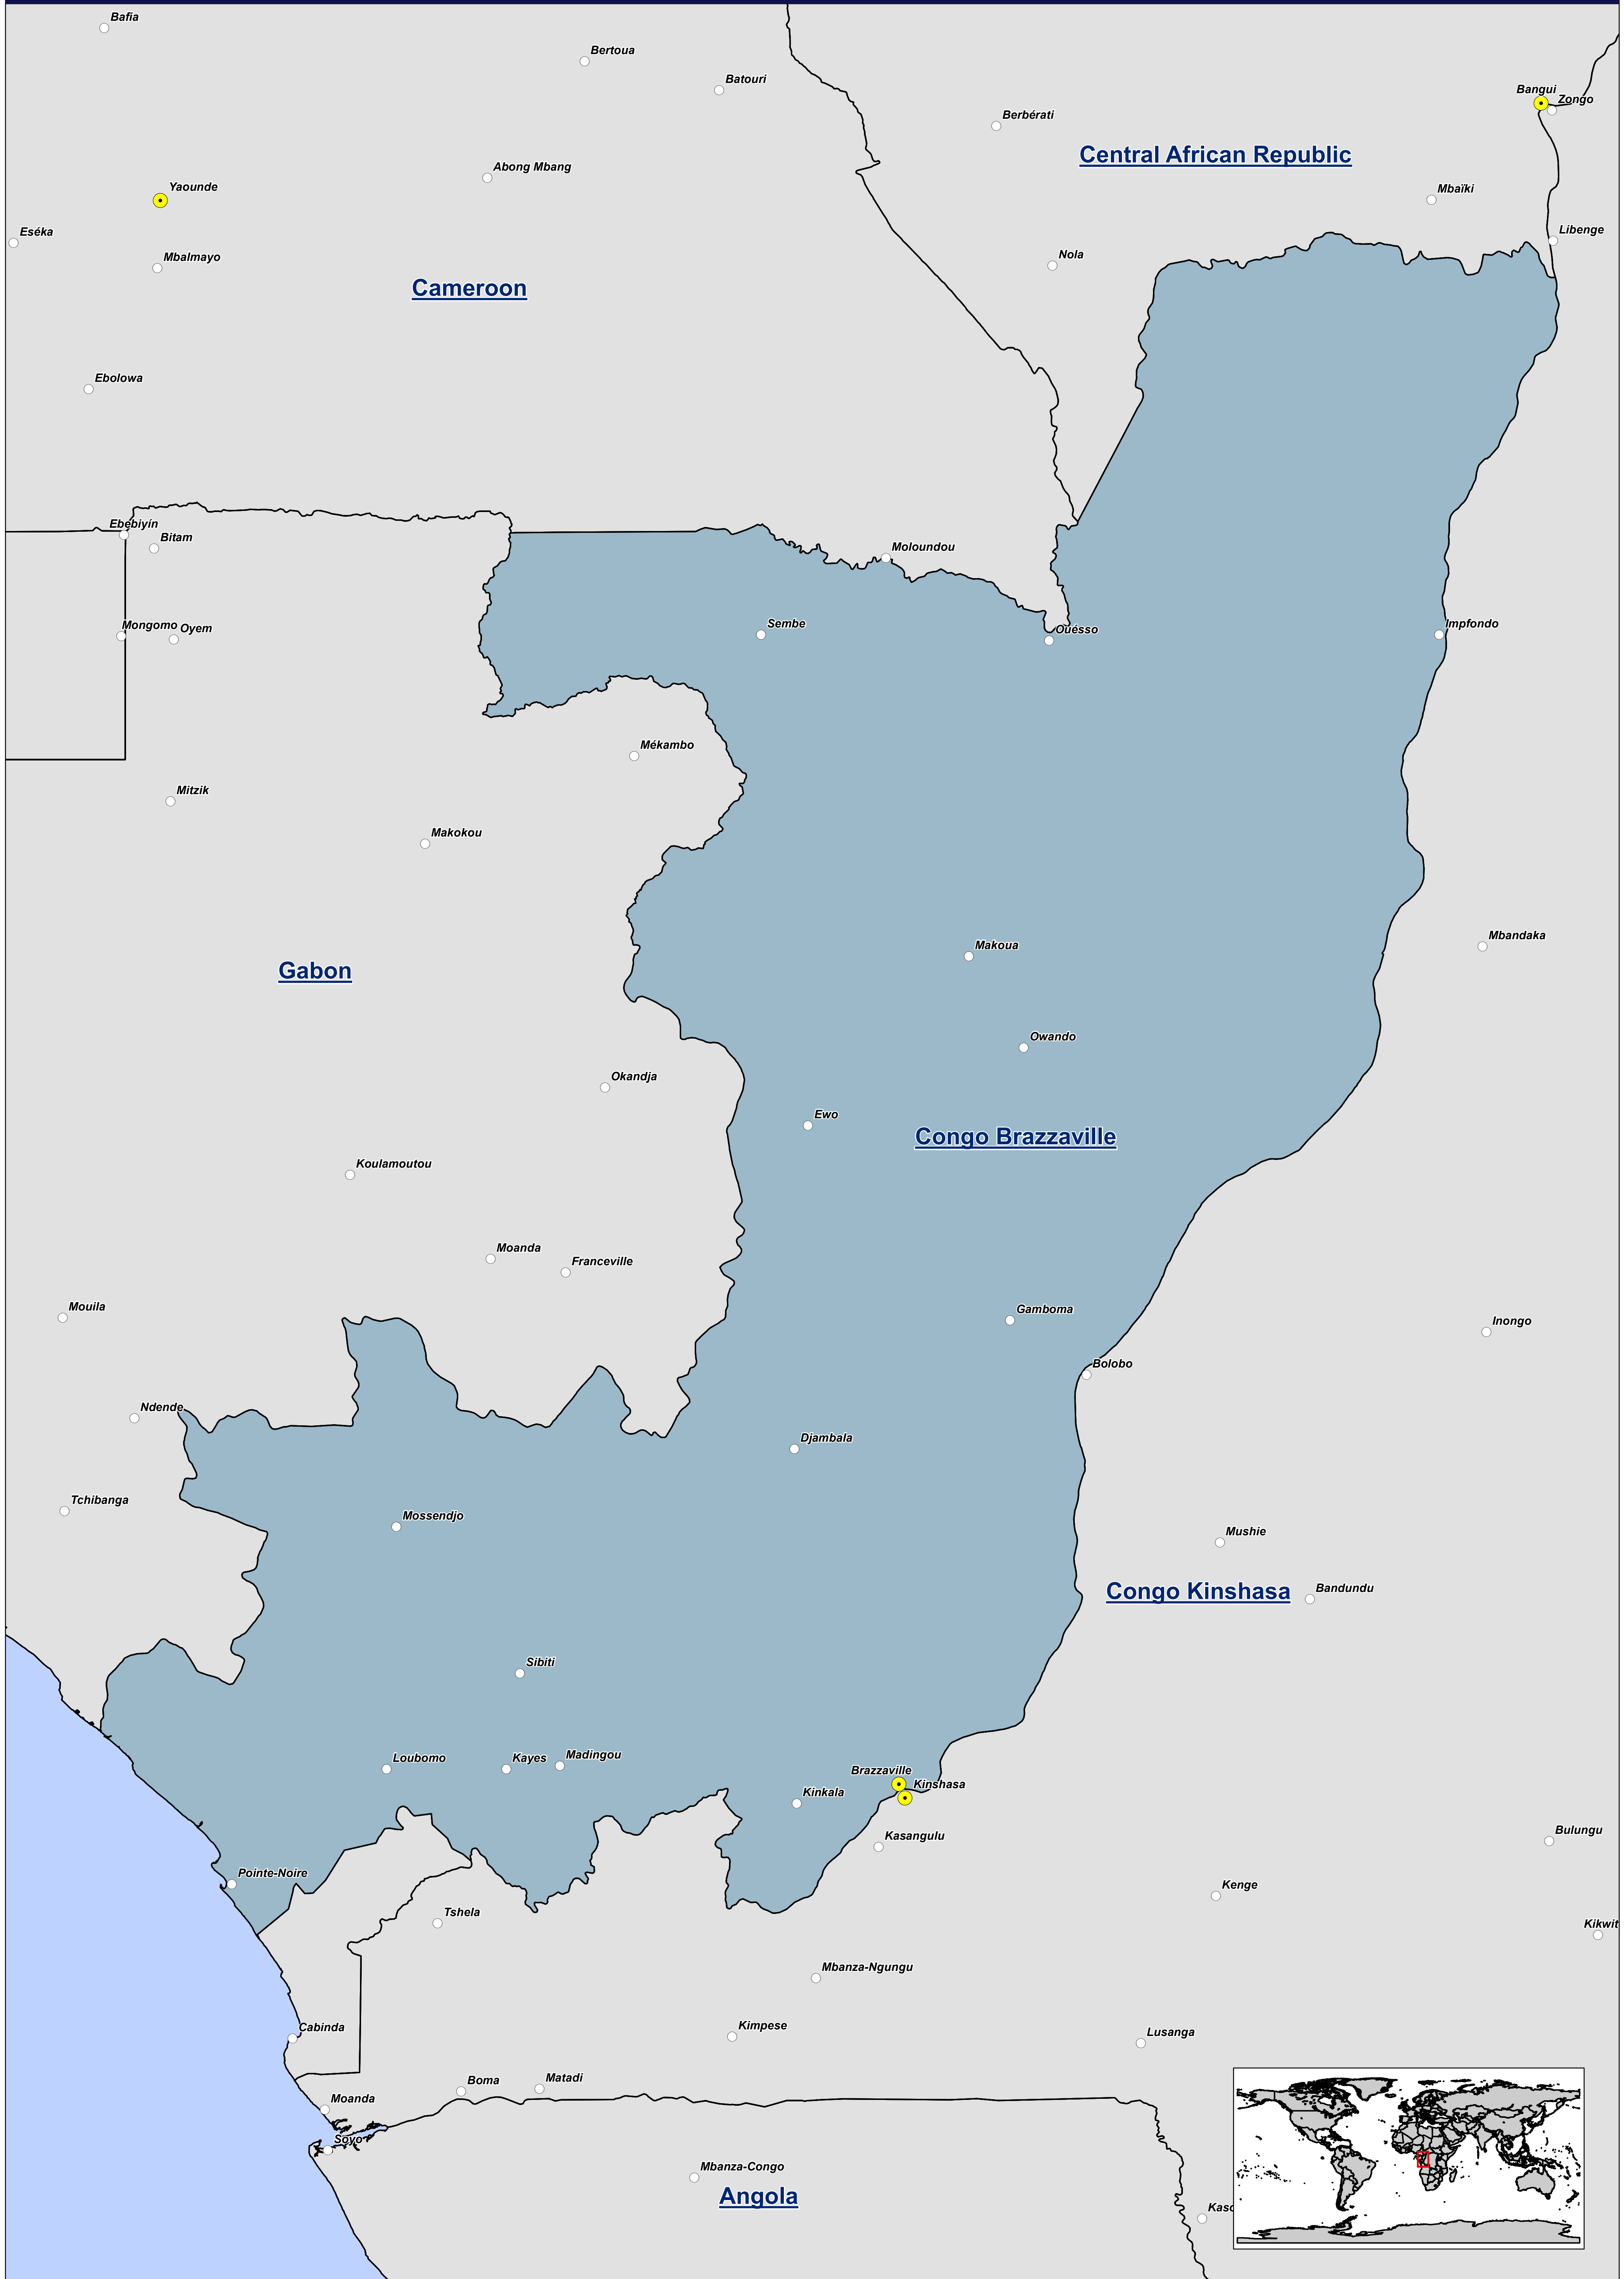 Bafia
Bertoua
Batouri
Bangui
Zongo
Berbérati
Central African Republic
Abong Mbang
Yaounde
Mbaïki
Eséka
Libenge
Mbalmayo
Nola
Cameroon
Ebolowa
Ebebiyín
Bitam
Moloundou
Mongomo
Oyem
Sembe
Ouésso
Impfondo
Mékambo
Mitzik
Makokou
Mbandaka
Makoua
Gabon
Owando
Okandja
Ewo
Congo Brazzaville
Koulamoutou
Moanda
Franceville
Mouila
Gamboma
Inongo
Bolobo
Ndende
Djambala
Tchibanga
Mossendjo
Mushie
Bandundu
Congo Kinshasa
Sibiti
Loubomo
Kayes
Madingou
Brazzaville
Kinshasa
Kinkala
Kasangulu
Bulungu
Pointe-Noire
Kenge
Tshela
Kikwit
Mbanza-Ngungu
Cabinda
Kimpese
Lusanga
Boma
Matadi
Moanda
Soyo
Mbanza-Congo
Angola